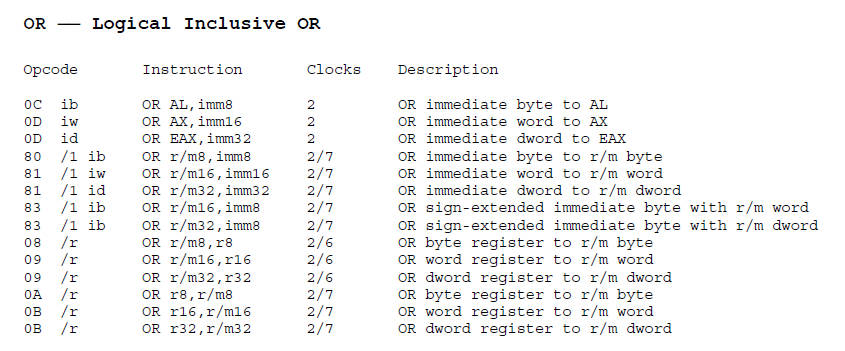 OR — Logical Inclusive OR
Opcode Instruction Clocks Description
0C ib OR AL,imm8 2 OR immediate byte to AL
0D iw OR AX,imm16 2 OR immediate word to AX
0D id OR EAX,imm32 2 OR immediate dword to EAX
80 /1 ib OR r/m8,imm8 2/7 OR immediate byte to r/m byte
81 /1 iw OR r/m16,imm16 2/7 OR immediate word to r/m word
81 /1 id OR r/m32,imm32 2/7 OR immediate dword to r/m dword
83 /1 ib OR r/m16,imm8 2/7 OR sign-extended immediate byte with r/m word
83 /1 ib OR r/m32,imm8 2/7 OR sign-extended immediate byte with r/m dword
08 /r OR r/m8,r8 2/6 OR byte register to r/m byte
09 /r OR r/m16,r16 2/6 OR word register to r/m word
09 /r OR r/m32,r32 2/6 OR dword register to r/m dword
0A /r OR r8,r/m8 2/7 OR byte register to r/m byte
0B /r OR r16,r/m16 2/7 OR word register to r/m word
0B /r OR r32,r/m32 2/7 OR dword register to r/m dword